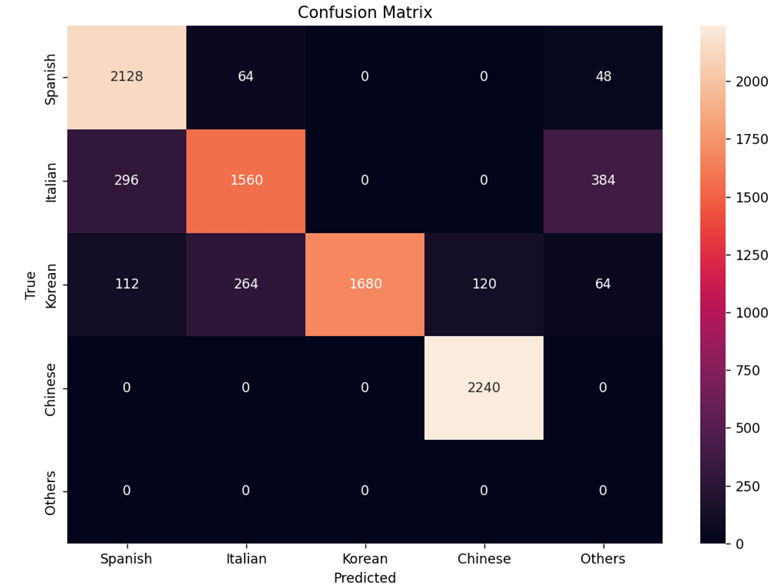 Confusion Matrix
Spanish 2128 64 0 0 48
Italian 296 1560 0 0 384
Korean 112 264 1680 120 64
Chinese 0 0 0 2240 0
Others 0 0 0 0 0
True
Spanish Italian Korean Chinese Others
Predicted
2000
1750
1500
1250
1000
750
500
250
0